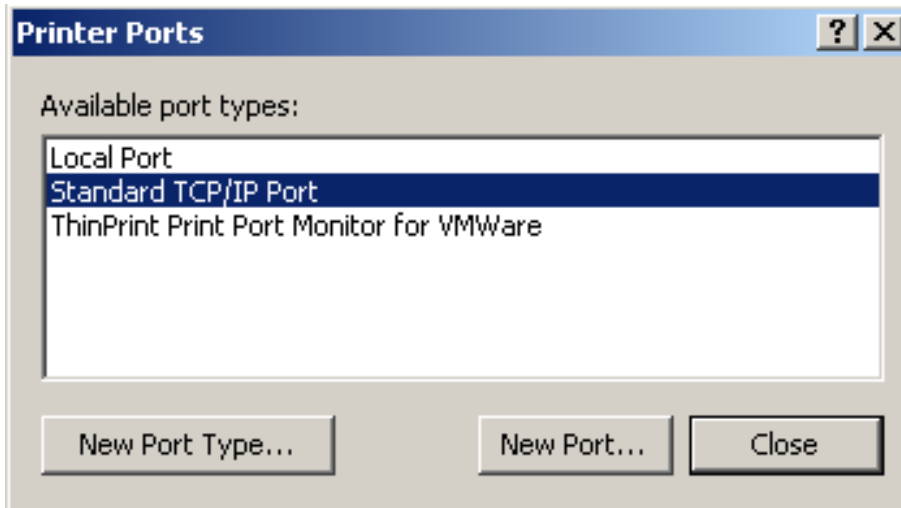 Printer Ports
Available port types:
Local Port
Standard TCP/IP Port
ThinPrint Print Port Monitor for VMWare
New Port Type...
New Port...
Close